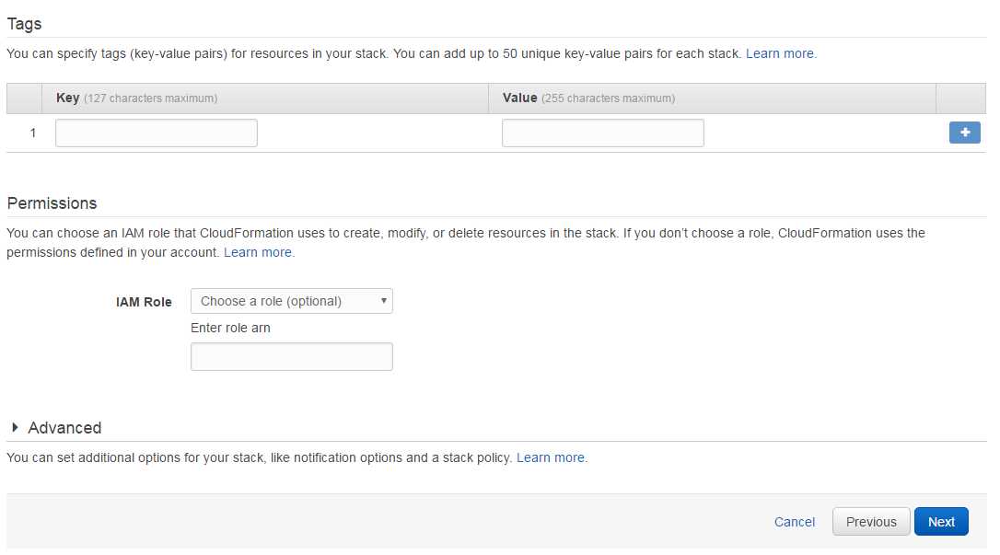 Tags
You can specify tags (key-value pairs) for resources in your stack. You can add up to 50 unique key-value pairs for each stack. Learn more.
Key (127 characters maximum) Value (255 characters maximum)
1
Permissions
You can choose an IAM role that CloudFormation uses to create, modify, or delete resources in the stack. If you don't choose a role, CloudFormation uses the
permissions defined in your account. Learn more.
IAM Role Choose a role (optional)
Enter role arn
Advanced
You can set additional options for your stack, like notification options and a stack policy. Learn more.
Cancel Previous Next